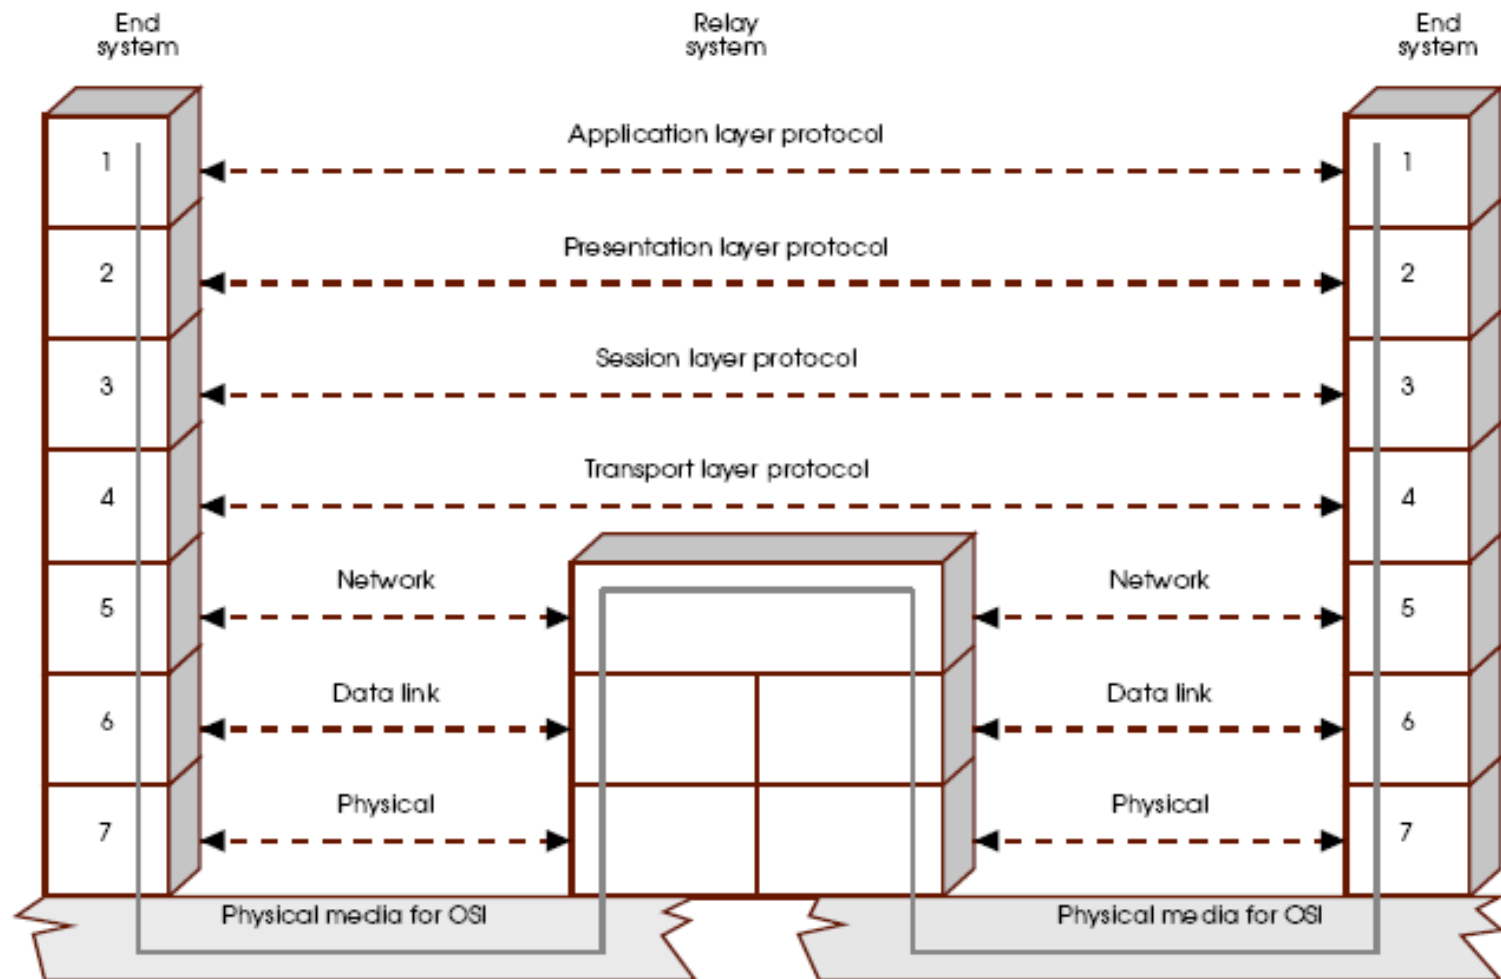 End
system
Relay
system
End
system
Application layer protocol
1
1
Presentation layer protocol
2
2
Session layer protocol
3
3
Transport layer protocol
4
4
Network
Network
5
5
Data link
Data link
6
6
Physical
Physical
7
7
Physical media for OSI
Physical media for OSI